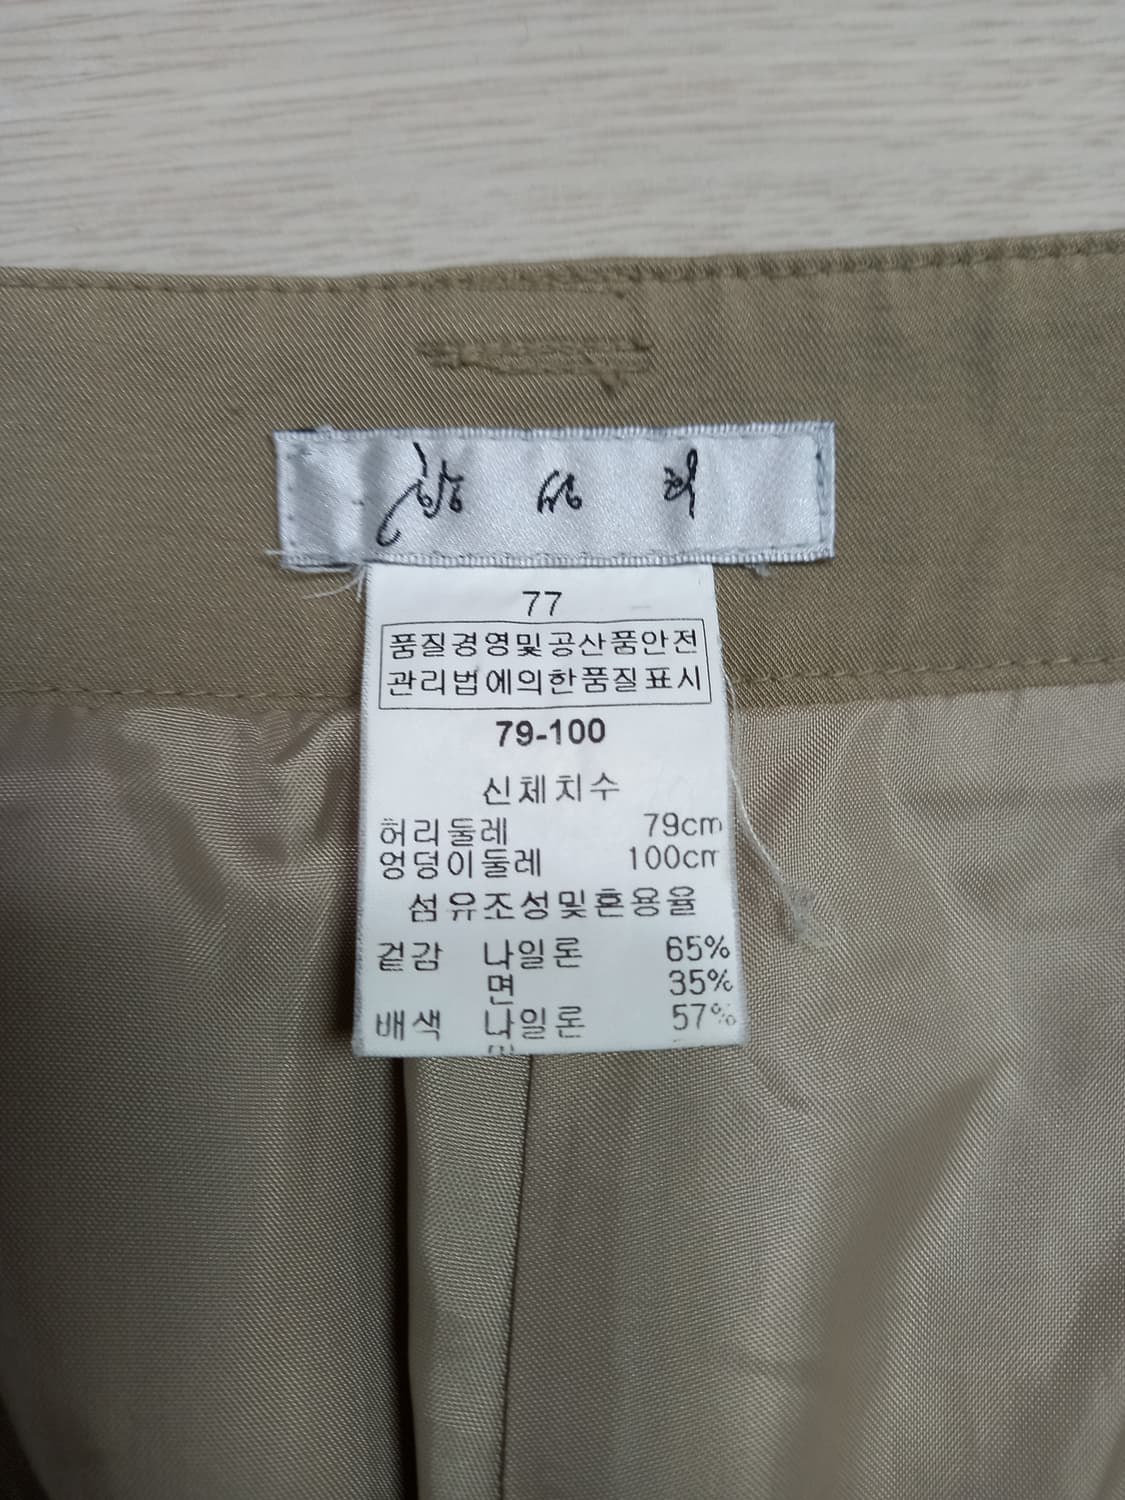 77
품질경영및공산품안전
관리법에의한품질표시
79-100
신체치수
허리둘레 79cm
엉덩이둘레 100cm
섬유조성및혼용율
겉감 나일론 65%
면 35%
배색 나일론 57%